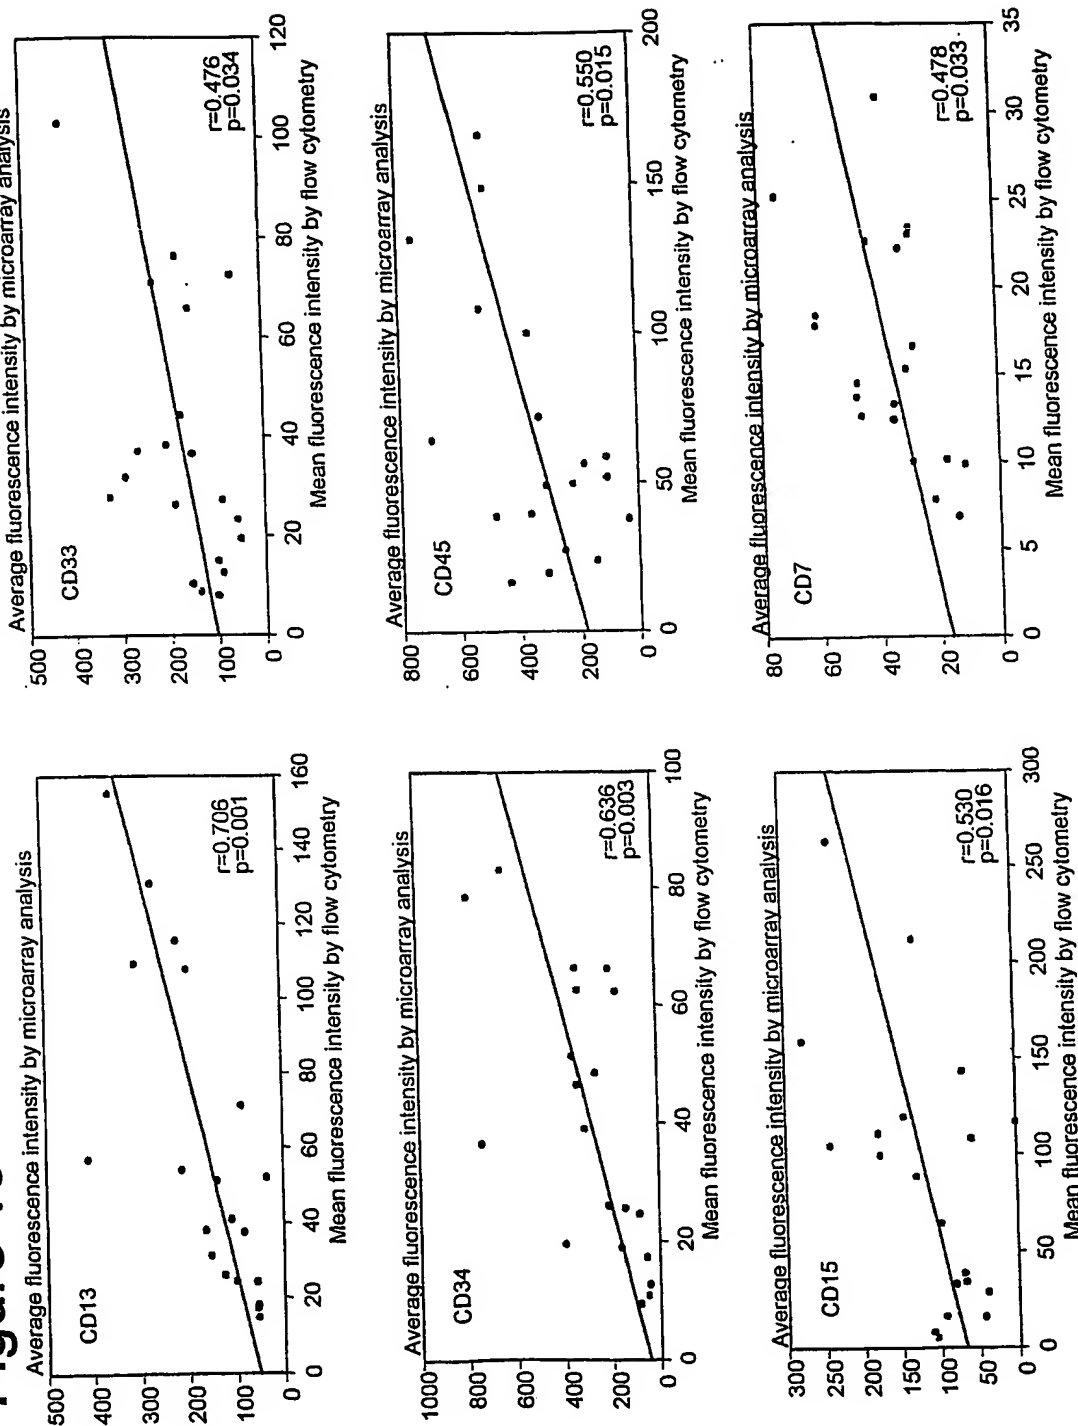 Average fluorescence intensity by microarray analysis
CD13
500
400
300
200
100
0
0 20 40 60 80 100 120 140 160
r=0.706
p=0.001
Mean fluorescence intensity by flow cytometry
Average fluorescence intensity by microarray analysis
CD33
500
400
300
200
100
0
0 20 40 60 80 100 120
r=0.476
p=0.034
Mean fluorescence intensity by flow cytometry
Average fluorescence intensity by microarray analysis
CD34
1000
800
600
400
200
0
0 20 40 60 80 100
r=0.636
p=0.003
Mean fluorescence intensity by flow cytometry
Average fluorescence intensity by microarray analysis
CD45
800
600
400
200
0
0 50 100 150 200
r=0.550
p=0.015
Mean fluorescence intensity by flow cytometry
Average fluorescence intensity by microarray analysis
CD15
300
250
200
150
100
50
0
0 50 100 150 200 250 300
r=0.530
p=0.016
Mean fluorescence intensity by flow cytometry
Average fluorescence intensity by microarray analysis
CD7
80
60
40
20
0
0 5 10 15 20 25 30 35
r=0.478
p=0.033
Mean fluorescence intensity by flow cytometry